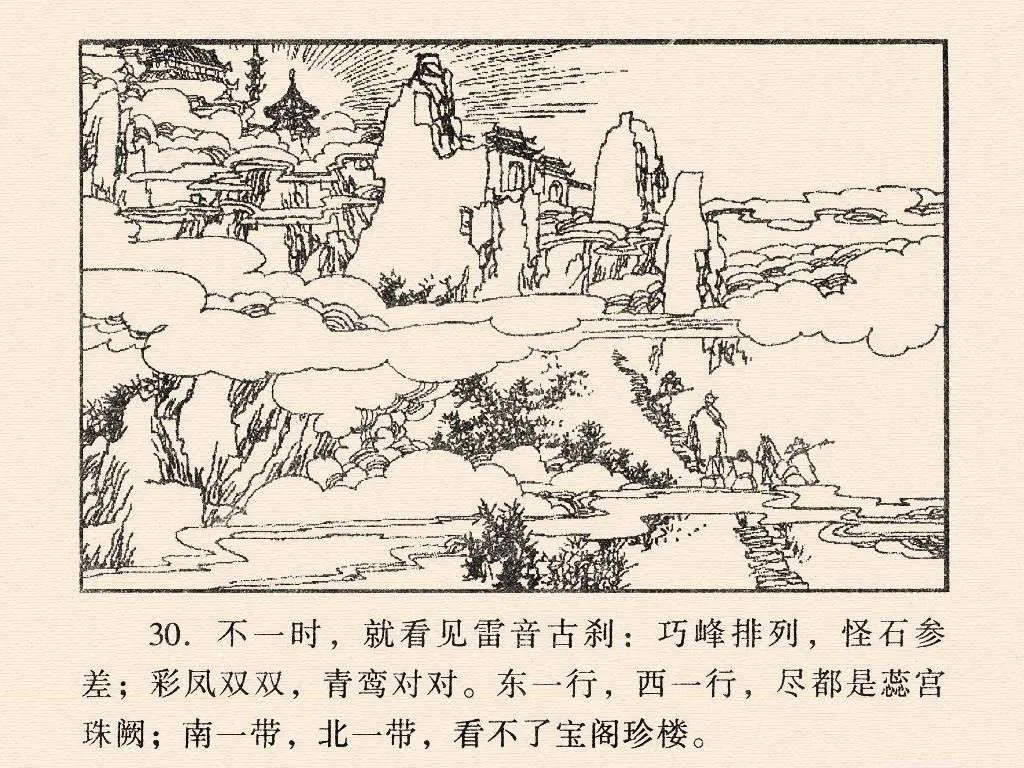 30. 不一时，就看见雷音古刹：巧峰排列，怪石参
差；彩凤双双，青鸾对对。东一行，西一行，尽都是蕊宫
珠阙；南一带，北一带，看不了宝阁珍楼。